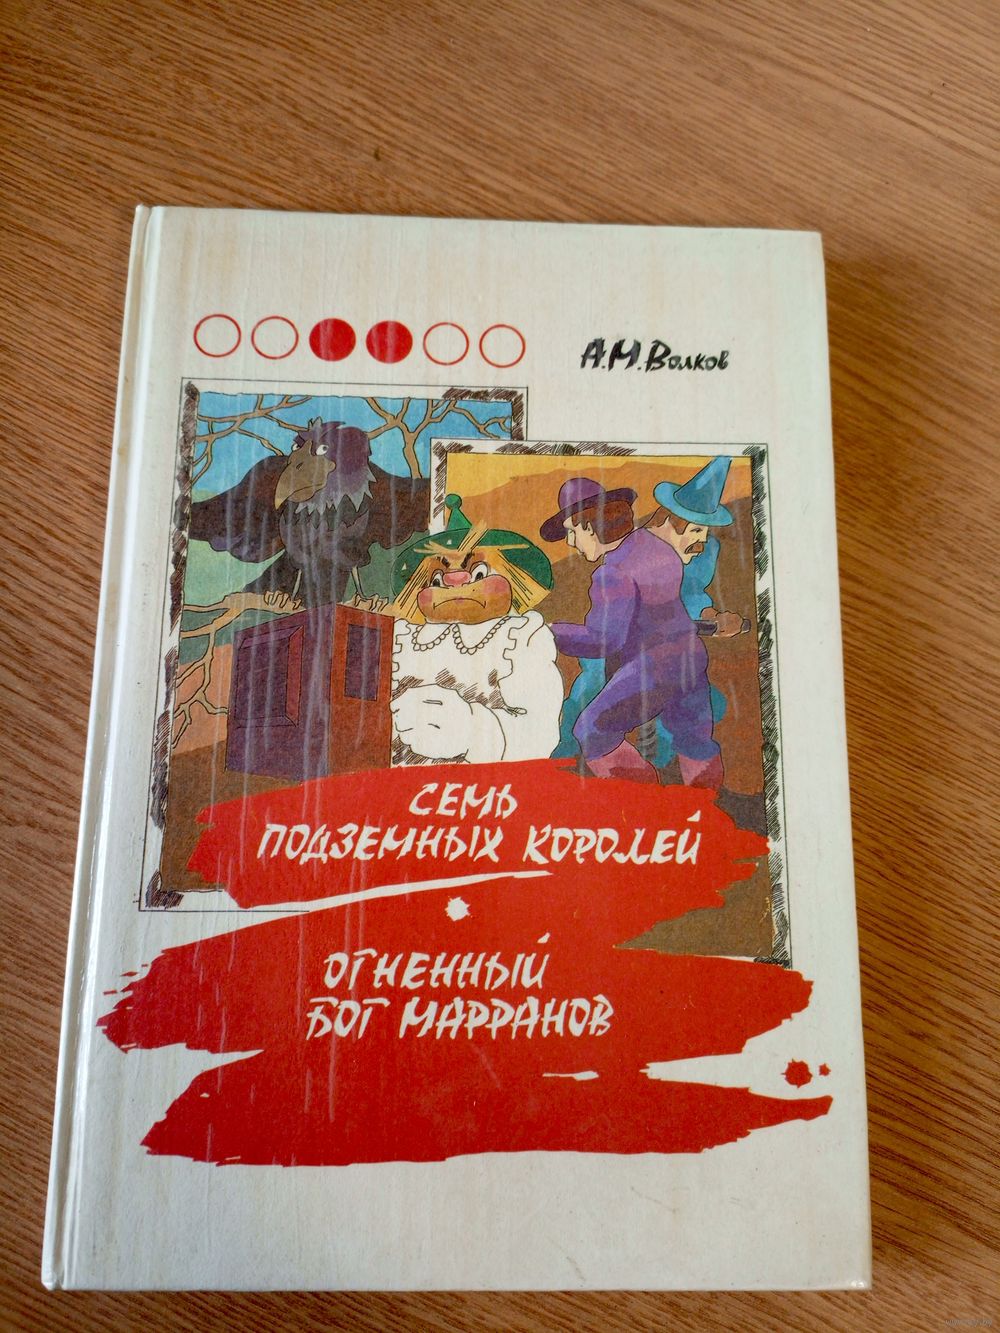 А.М.Волков
СЕМЬ
ПОДЗЕМНЫХ КОРОЛЕЙ
ОГНЕННЫЙ
БОГ МАРРАНОВ